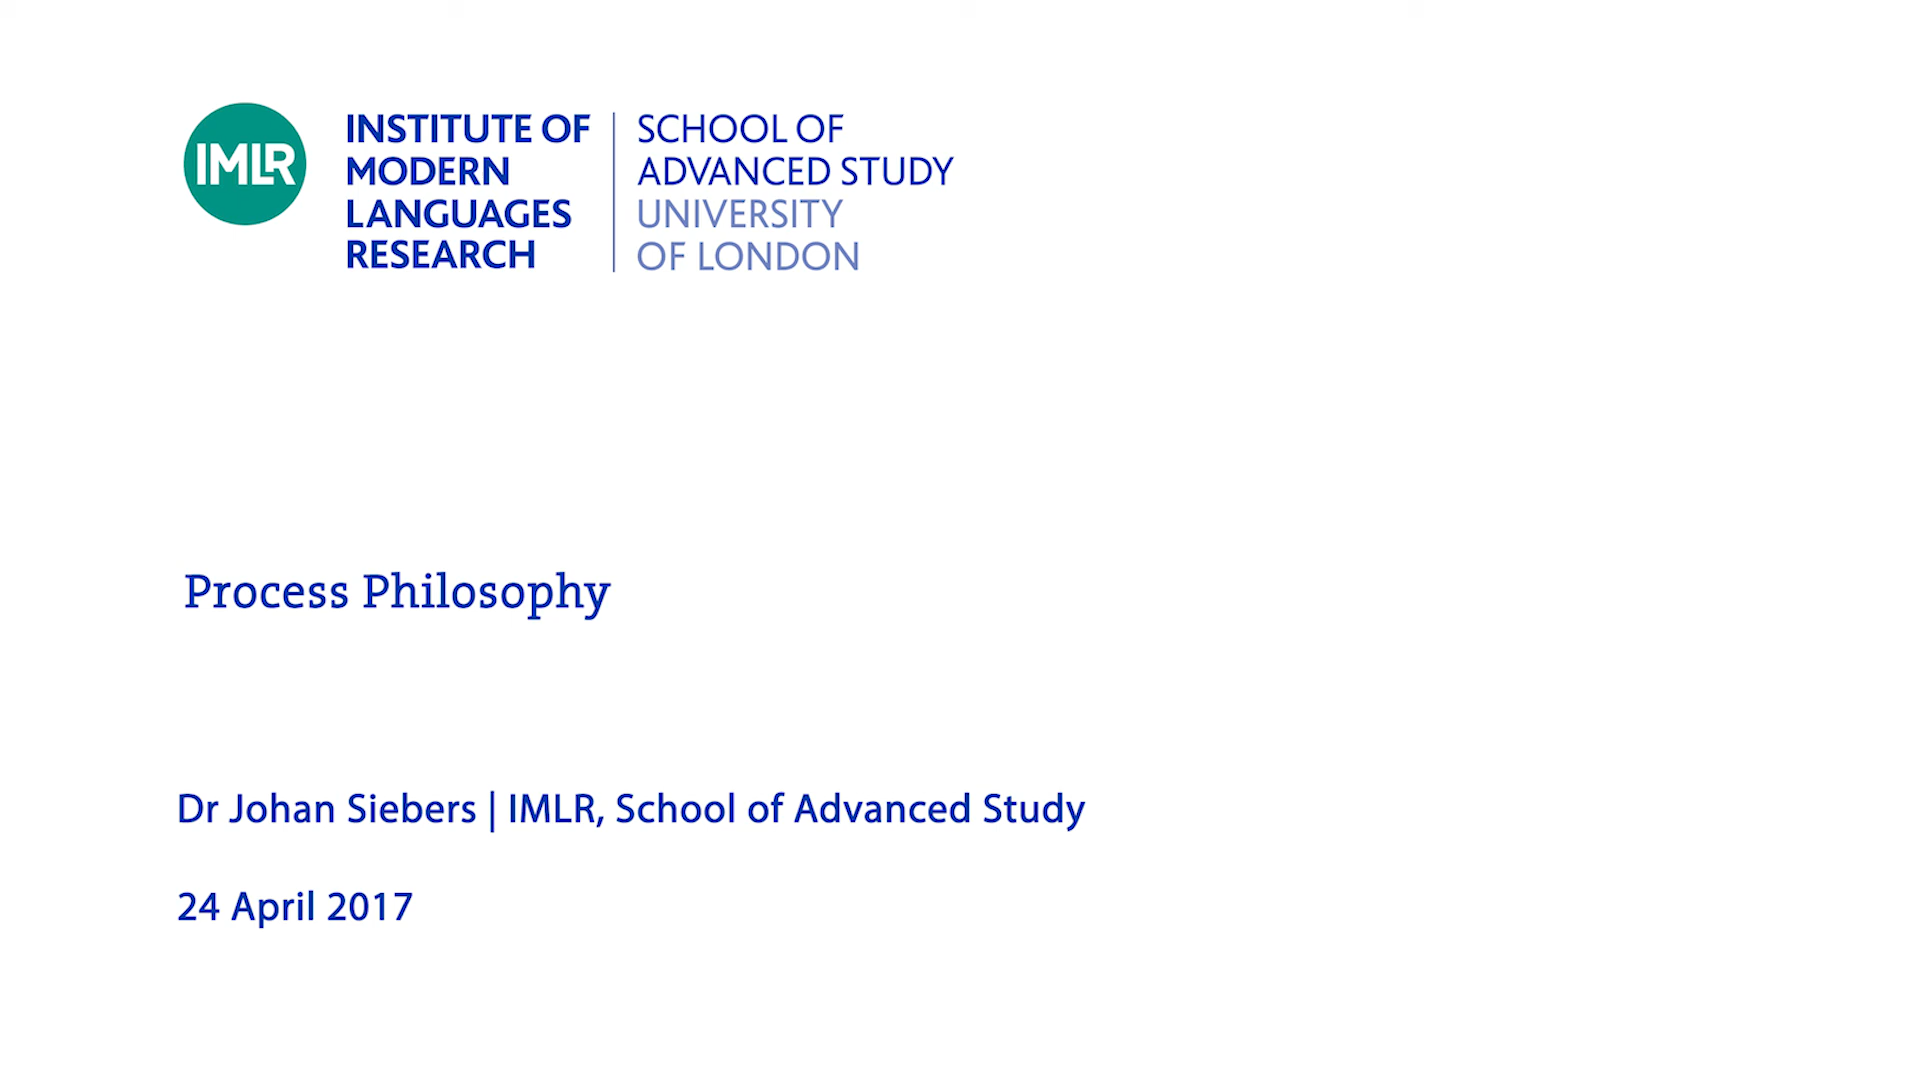 IMLR
INSTITUTE OF
MODERN
LANGUAGES
RESEARCH
SCHOOL OF
ADVANCED STUDY
UNIVERSITY
OF LONDON
Process Philosophy
Dr Johan Siebers | IMLR, School of Advanced Study
24 April 2017